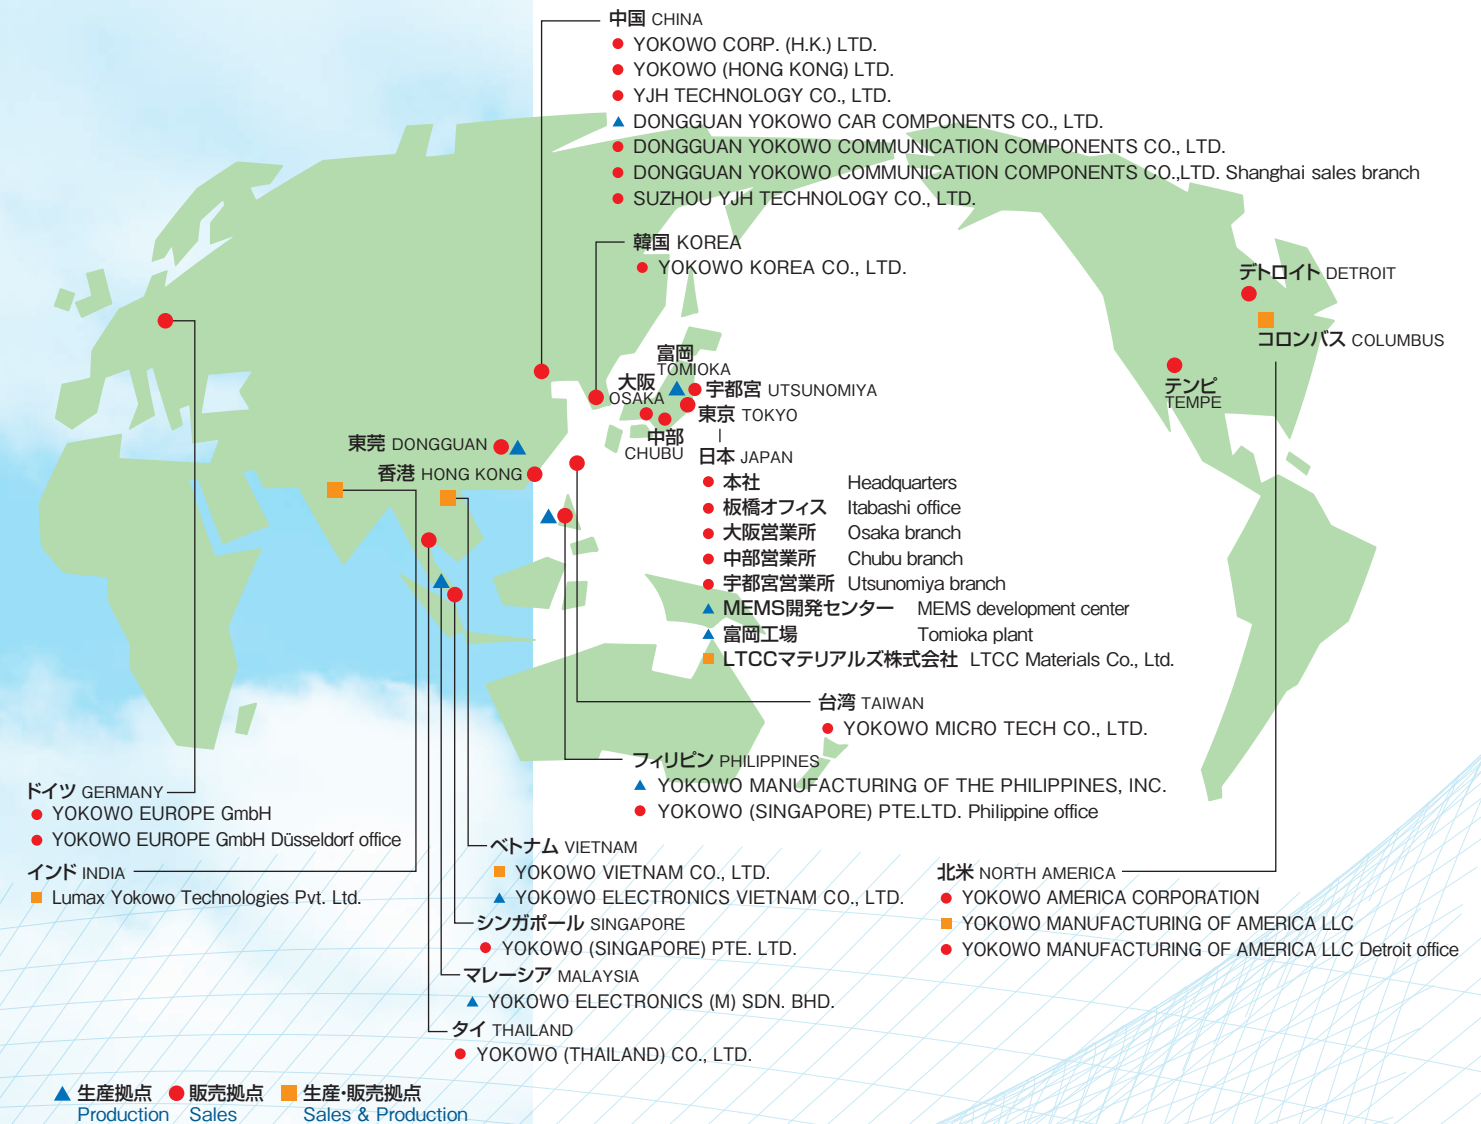 中国 CHINA
YOKOWO CORP. (H.K.) LTD.
YOKOWO (HONG KONG) LTD.
YJH TECHNOLOGY CO., LTD.
DONGGUAN YOKOWO CAR COMPONENTS CO., LTD.
DONGGUAN YOKOWO COMMUNICATION COMPONENTS CO., LTD.
DONGGUAN YOKOWO COMMUNICATION COMPONENTS CO.,LTD. Shanghai sales branch
SUZHOU YJH TECHNOLOGY CO., LTD.
韓国 KOREA
YOKOWO KOREA CO., LTD.
デトロイト DETROIT
コロンバス COLUMBUS
テンピ
TEMPE
富岡
TOMIOKA
大阪
OSAKA
宇都宮 UTSUNOMIYA
東京 TOKYO
中部
CHUBU
東莞 DONGGUAN
香港 HONG KONG
日本 JAPAN
本社 Headquarters
板橋オフィス Itabashi office
大阪営業所 Osaka branch
中部営業所 Chubu branch
宇都宮営業所 Utsunomiya branch
MEMS開発センター MEMS development center
富岡工場 Tomioka plant
LTCCマテリアルズ株式会社 LTCC Materials Co., Ltd.
台湾 TAIWAN
YOKOWO MICRO TECH CO., LTD.
フィリピン PHILIPPINES
YOKOWO MANUFACTURING OF THE PHILIPPINES, INC.
YOKOWO (SINGAPORE) PTE.LTD. Philippine office
ドイツ GERMANY
YOKOWO EUROPE GmbH
YOKOWO EUROPE GmbH Düsseldorf office
インド INDIA
Lumax Yokowo Technologies Pvt. Ltd.
ベトナム VIETNAM
YOKOWO VIETNAM CO., LTD.
YOKOWO ELECTRONICS VIETNAM CO., LTD.
シンガポール SINGAPORE
YOKOWO (SINGAPORE) PTE. LTD.
マレーシア MALAYSIA
YOKOWO ELECTRONICS (M) SDN. BHD.
タイ THAILAND
YOKOWO (THAILAND) CO., LTD.
北米 NORTH AMERICA
YOKOWO AMERICA CORPORATION
YOKOWO MANUFACTURING OF AMERICA LLC
YOKOWO MANUFACTURING OF AMERICA LLC Detroit office
生産拠点 販売拠点 生産・販売拠点
Production Sales Sales & Production